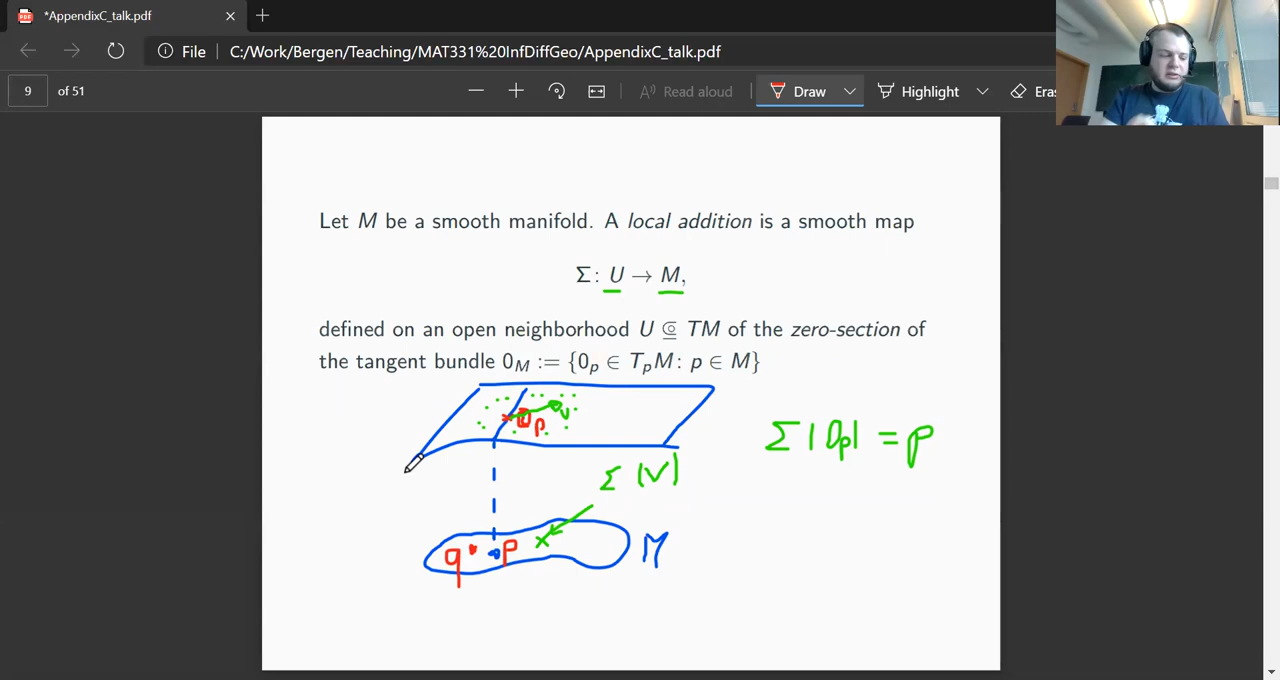 *AppendixC_talk.pdf
File C:/Work/Bergen/Teaching/MAT331%20InfDiffGeo/AppendixC_talk.pdf
9 of 51 Read aloud Draw Highlight Eras
Let M be a smooth manifold. A local addition is a smooth map
Σ: U → M,
defined on an open neighborhood U ⊆ TM of the zero-section of
the tangent bundle 0_M := {0_p ∈ T_pM: p ∈ M}
0p v
Σ(0p) = p
Σ(v)
q p M